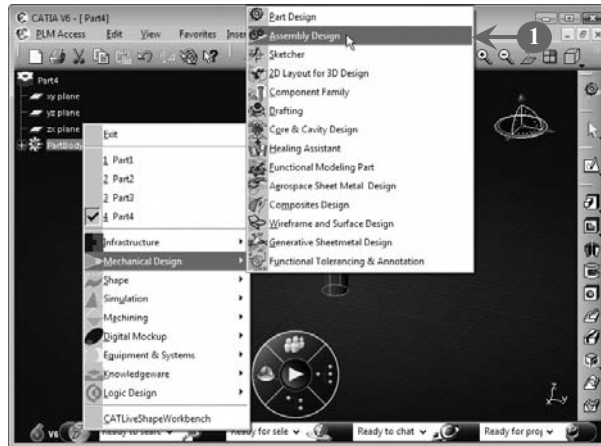 CATIA V6 - [ Part4]
PLM Access Edit View Favorites Inse
Part4
xy plane
yz plane
zx plane
PartBody
Exit
1 Part1
2 Part2
3 Part3
4 Part4
Infrastructure
Mechanical Design
Shape
Simulation
Machining
Digital Mockup
Equipment & Systems
Knowledgeware
Logic Design
CATLiveShapeWorkbench
Part Design
Assembly Design
1
Sketcher
2D Layout for 3D Design
Component Family
Drafting
Core & Cavity Design
Healing Assistant
Functional Modeling Part
Aerospace Sheet Metal Design
Composites Design
Wireframe and Surface Design
Generative Sheetmetal Design
Functional Tolerancing & Annotation
V6 Ready to searc Ready for sele Ready to chat Ready for proj